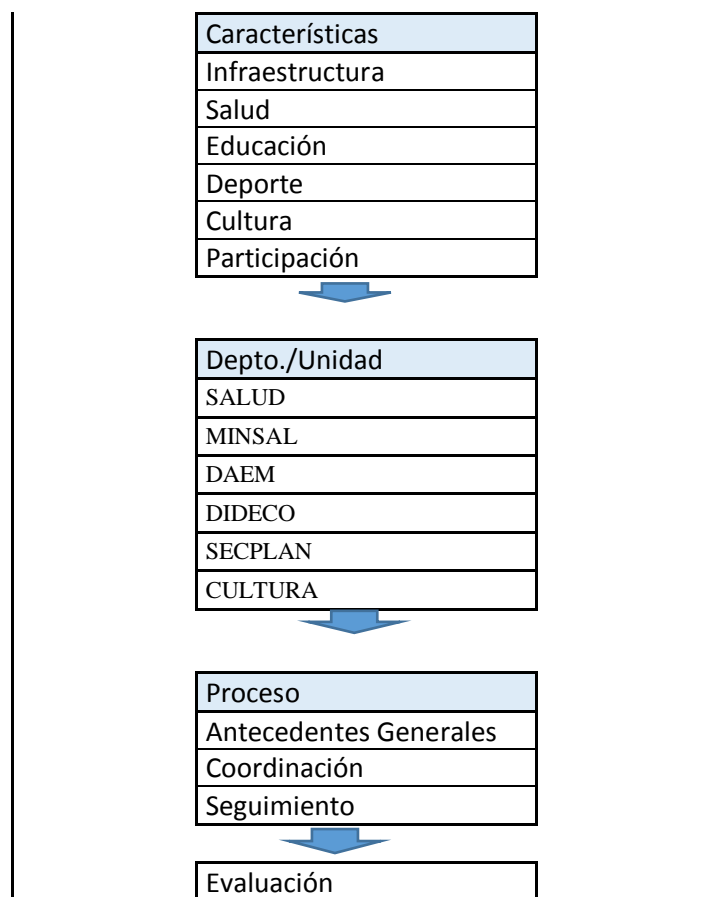 Características
Infraestructura
Salud
Educación
Deporte
Cultura
Participación
Depto./Unidad
SALUD
MINSAL
DAEM
DIDECO
SECPLAN
CULTURA
Proceso
Antecedentes Generales
Coordinación
Seguimiento
Evaluación